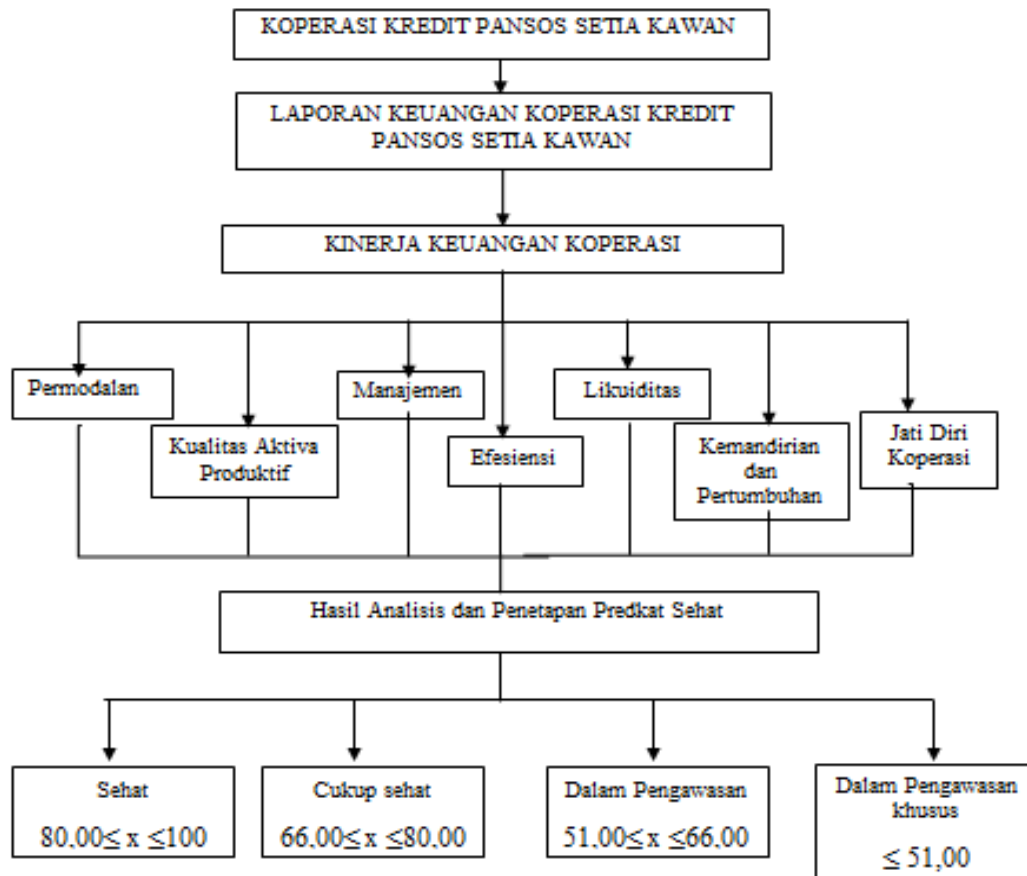 KOPERASI KREDIT PANSOS SETIA KAWAN
LAPORAN KEUANGAN KOPERASI KREDIT
PANSOS SETIA KAWAN
KINERJA KEUANGAN KOPERASI
Permodalan
Kualitas Aktiva
Produktif
Manajemen
Efesiensi
Likuiditas
Kemandirian
dan
Pertumbuhan
Jati Diri
Koperasi
Hasil Analisis dan Penetapan Predkat Sehat
Sehat
80,00≤ x ≤100
Cukup sehat
66,00≤ x ≤80,00
Dalam Pengawasan
51,00≤ x ≤66,00
Dalam Pengawasan
khusus
≤ 51,00